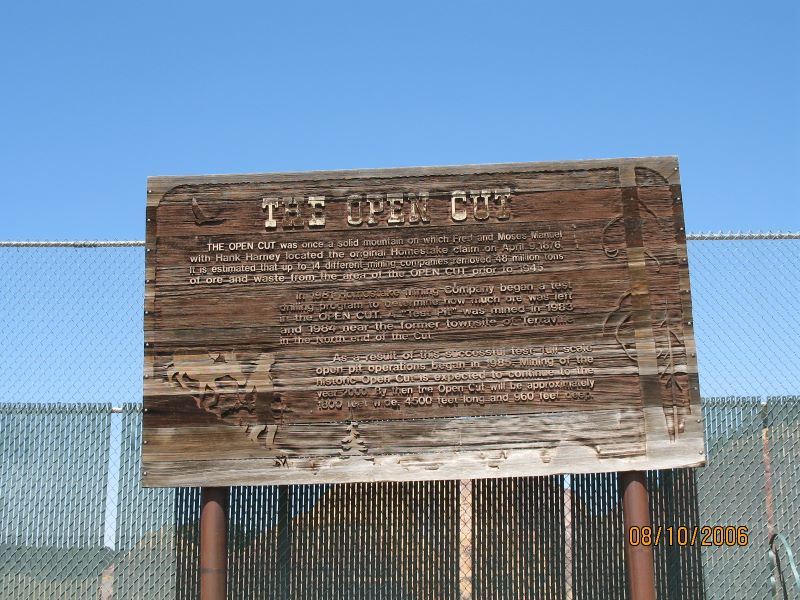 THE OPEN CUT
THE OPEN CUT was once a solid mountain on which Fred and Moses Manuel,
with Hank Harney located the original Homestake claim on April 9, 1876.
It is estimated that up to 14 different mining companies removed 48 million tons
of ore and waste from the area of the OPEN CUT prior to 1945.
In Homestake Mining Company began a test
drilling program to determine how much ore was left
in the OPEN CUT. A "Test Pit" was mined in 1983
and 1984 near the former townsite of Terraville
in the North end of the Cut.
As a result of this successful test, full scale
open pit operations began in Mining of the
historic Open Cut is expected to continue to the
year By then the Open Cut will be approximately
1800 feet wide, 4500 feet long and 960 feet deep.
08/10/2006